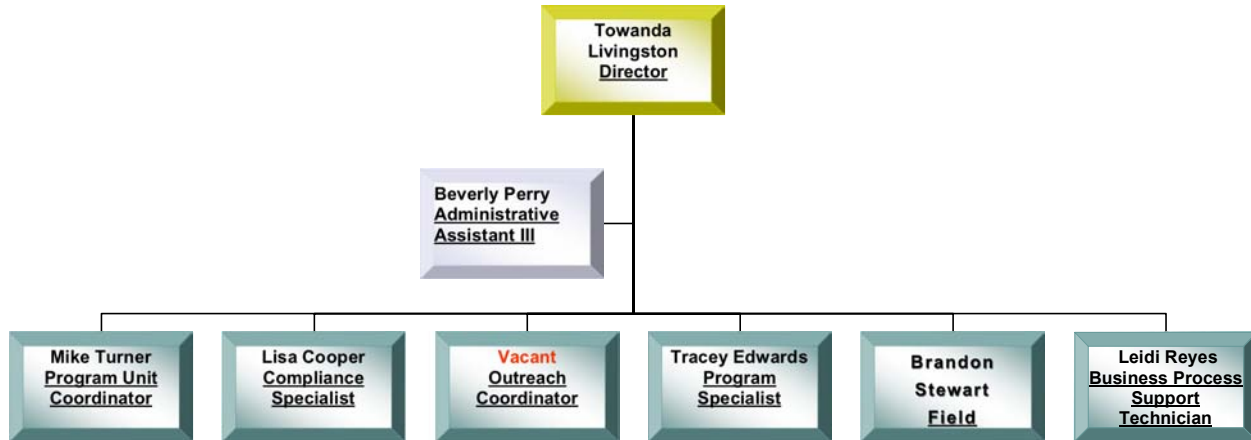 Towanda
Livingston
Director
Beverly Perry
Administrative
Assistant III
Mike Turner
Program Unit
Coordinator
Lisa Cooper
Compliance
Specialist
Vacant
Outreach
Coordinator
Tracey Edwards
Program
Specialist
Brandon
Stewart
Field
Leidi Reyes
Business Process
Support
Technician